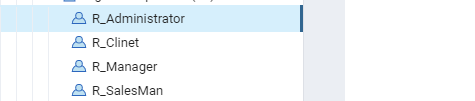 R_Administrator
R_Clinet
R_Manager
R_SalesMan